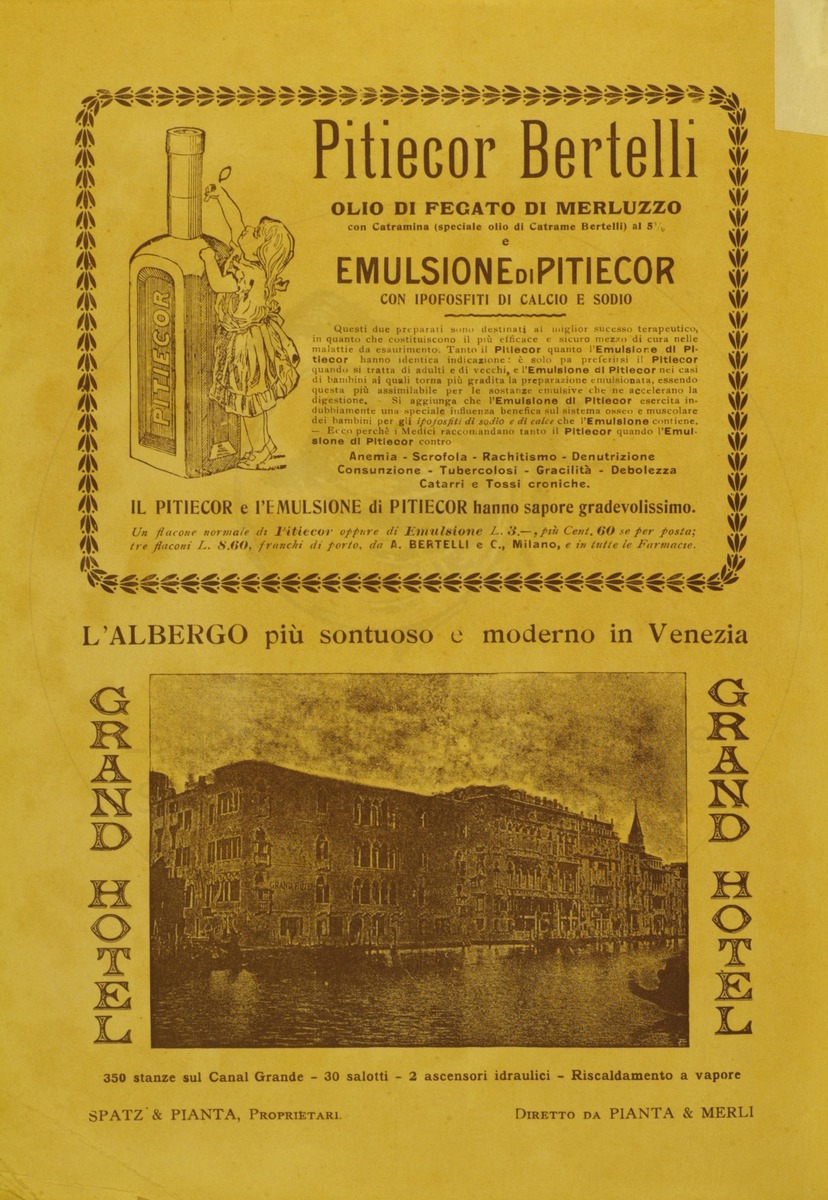 Pitiecor Bertelli
OLIO DI FEGATO DI MERLUZZO
con Catramina (speciale olio di Catrame Bertelli) al 5%
e
EMULSIONE DI PITIECOR
CON IPOFOSFITI DI CALCIO E SODIO
PITIECOR
Questi due preparati sono destinati al miglior sucesso terapeutico,
in quanto che costituiscono il più efficace e sicuro mezzo di cura nelle
malattie da esaurimento. Tanto il Pitiecor quanto l'Emulsione di Pi-
tiecor hanno identica indicazione: è solo pa preferirsi il Pitiecor
quando si tratta di adulti e di vecchi, e l'Emulsione di Pitiecor nei casi
di bambini ai quali torna più gradita la preparazione emulsionata, essendo
questa più assimilabile per le sostanze emulsive che ne accelerano la
digestione. - Si aggiunga che l'Emulsione di Pitiecor esercita in-
dubbiamente una speciale influenza benefica sul sistema osseo e muscolare
dei bambini per gli ipofosfiti di sodio e di calce che l'Emulsione contiene.
— Ecco perchè i Medici raccomandano tanto il Pitiecor quando l'Emul-
sione di Pitiecor contro
Anemia - Scrofola - Rachitismo - Denutrizione
Consunzione - Tubercolosi - Gracilità - Debolezza
Catarri e Tossi croniche.
IL PITIECOR e l'EMULSIONE di PITIECOR hanno sapore gradevolissimo.
Un flacone normale di Pitiecor oppure di Emulsione L. 3.—, più Cent. 60 se per posta;
tre flaconi L. 8.60, franchi di porto, da A. BERTELLI e C., Milano, e in tutte le Farmacie.
L'ALBERGO più sontuoso e moderno in Venezia
GRAND HOTEL
GRAND HOTEL
350 stanze sul Canal Grande - 30 salotti - 2 ascensori idraulici - Riscaldamento a vapore
SPATZ & PIANTA, PROPRIETARI.
DIRETTO DA PIANTA & MERLI